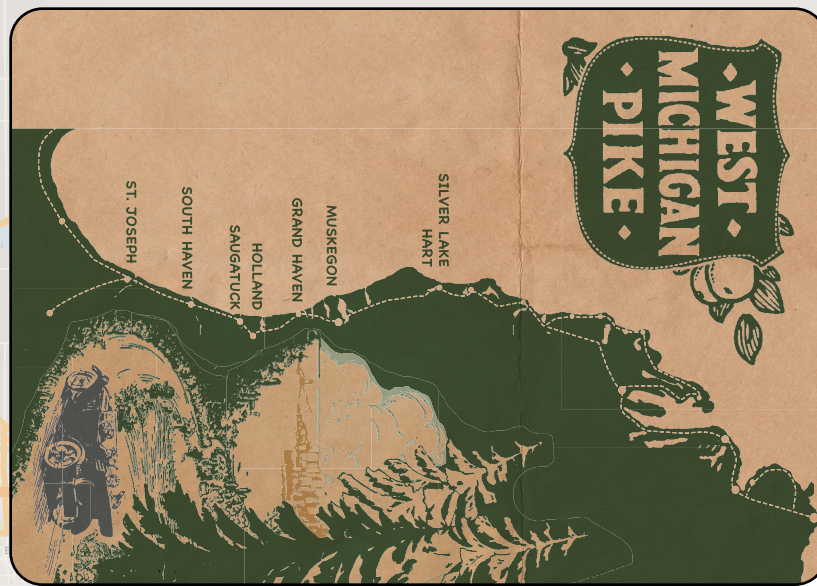 WEST
MICHIGAN
PIKE
SILVER LAKE
HART
MUSKEGON
GRAND HAVEN
HOLLAND
SAUGATUCK
SOUTH HAVEN
ST. JOSEPH